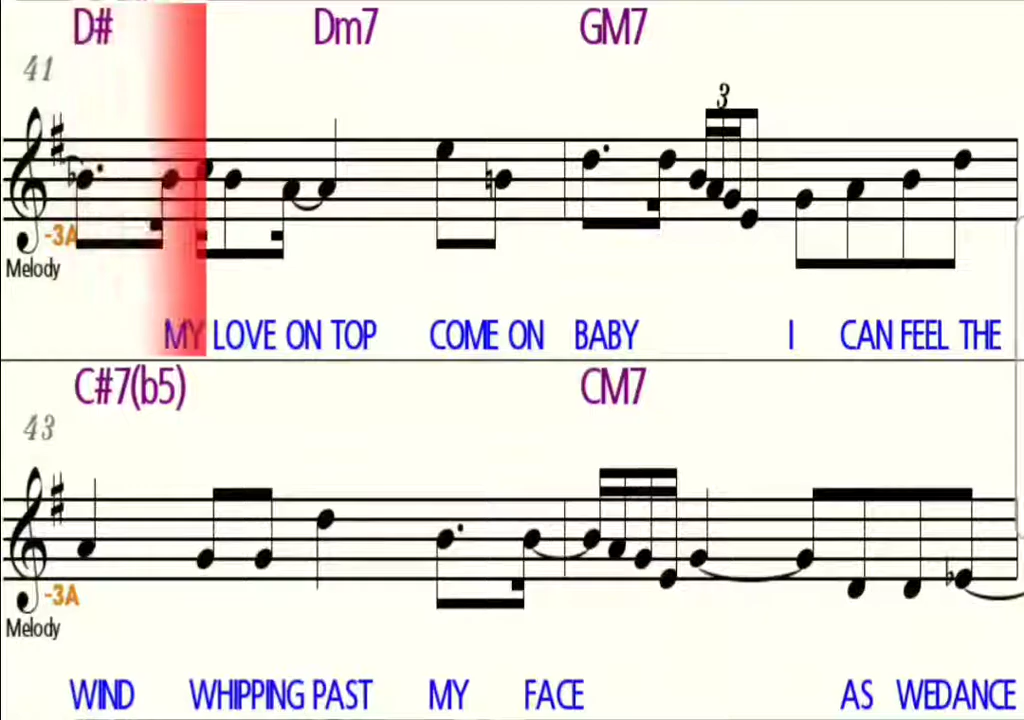 D# Dm7 GM7
41
3
-3A
Melody
MY LOVE ON TOP COME ON BABY I CAN FEEL THE
C#7(b5) CM7
43
-3A
Melody
WIND WHIPPING PAST MY FACE AS WEDANCE